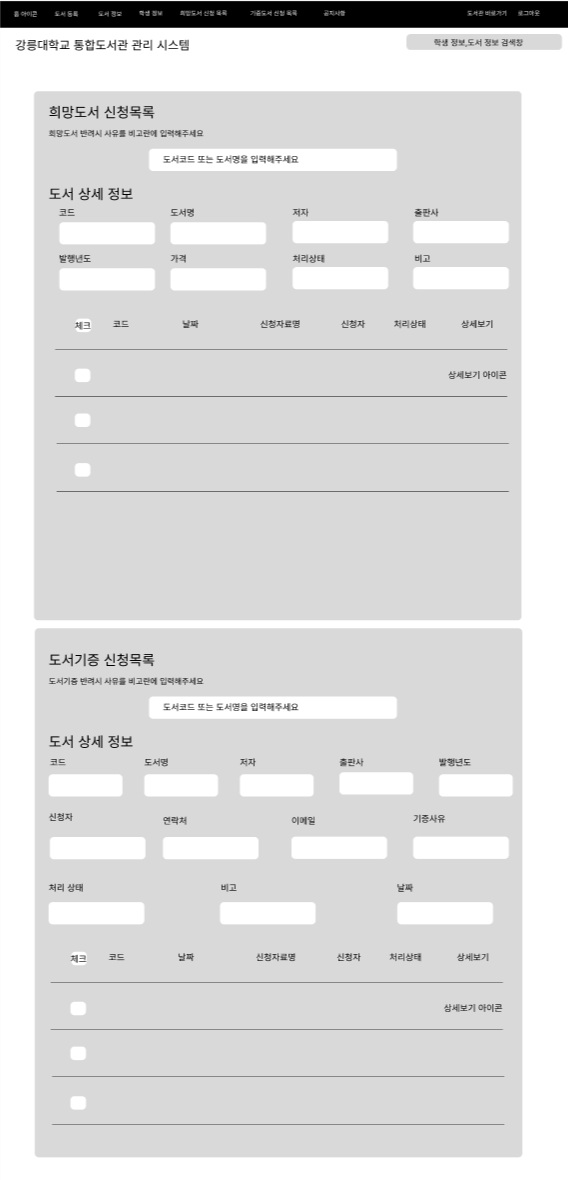 홈 아이콘 도서 등록 도서 정보 학생 정보 희망도서 신청 목록 기증도서 신청 목록 공지사항 도서관 바로가기 로그아웃
강릉대학교 통합도서관 관리 시스템
학생 정보,도서 정보 검색창
희망도서 신청목록
희망도서 반려시 사유를 비고란에 입력해주세요
도서코드 또는 도서명을 입력해주세요
도서 상세 정보
코드 도서명 저자 출판사
발행년도 가격 처리상태 비고
체크 코드 날짜 신청자료명 신청자 처리상태 상세보기
상세보기 아이콘
도서기증 신청목록
도서기증 반려시 사유를 비고란에 입력해주세요
도서코드 또는 도서명을 입력해주세요
도서 상세 정보
코드 도서명 저자 출판사 발행년도
신청자 연락처 이메일 기증사유
처리 상태 비고 날짜
체크 코드 날짜 신청자료명 신청자 처리상태 상세보기
상세보기 아이콘